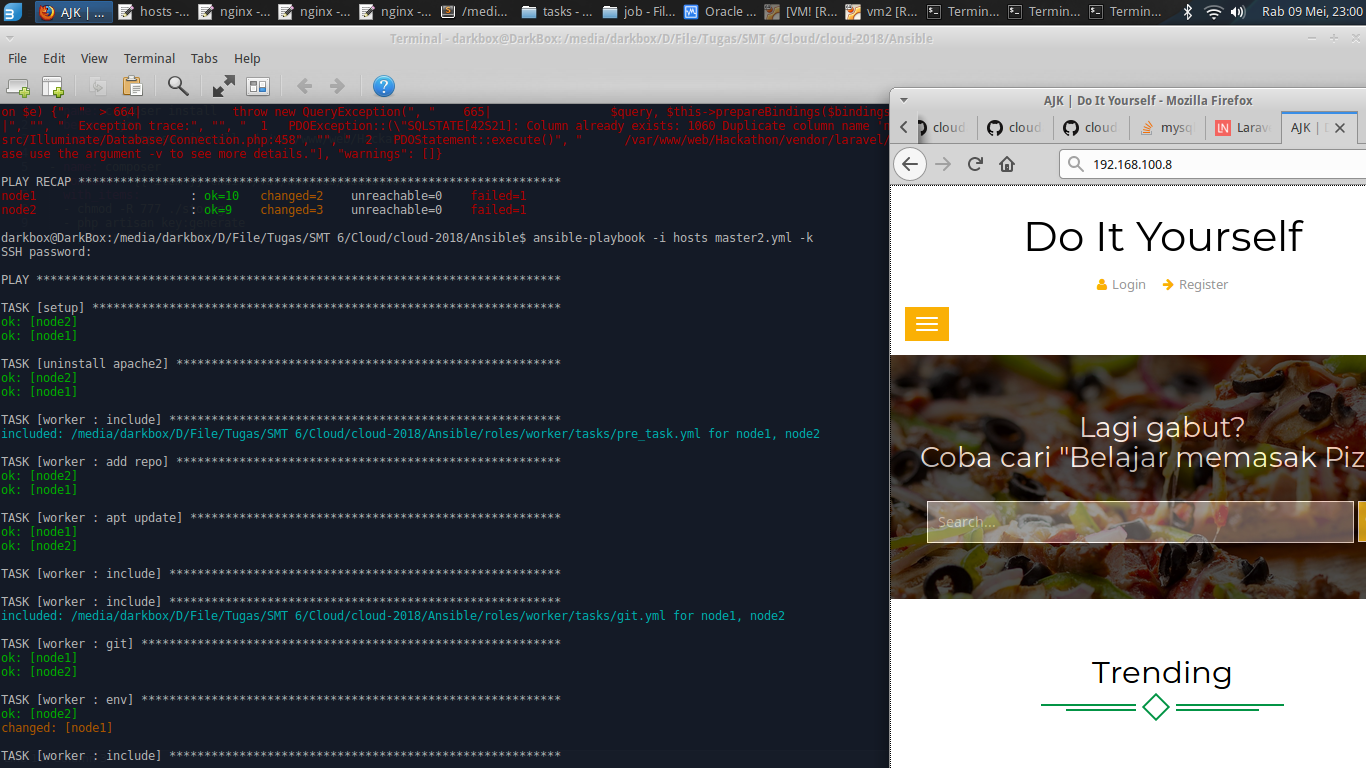 AJK | ... hosts -... nginx -... nginx -... nginx -... /medi... tasks - ... job - Fil... Oracle ... [VM! [R... vm2 [R... Termin... Termin... Termin... Rab 09 Mei, 23:00
Terminal - darkbox@DarkBox: /media/darkbox/D/File/Tugas/SMT 6/Cloud/cloud-2018/Ansible
File Edit View Terminal Tabs Help
on $e) {", " > 664| throw new QueryException(", " 665| $query, $this->prepareBindings($bindings
|", "", " Exception trace:", "", " 1 PDOException::(\"SQLSTATE[42S21]: Column already exists: 1060 Duplicate column name
src/Illuminate/Database/Connection.php:458", "", " 2 PDOStatement::execute()", " /var/www/web/Hackathon/vendor/laravel/
ase use the argument -v to see more details."], "warnings": []}
PLAY RECAP *********************************************************************
node1 : ok=10 changed=2 unreachable=0 failed=1
node2 : ok=9 changed=3 unreachable=0 failed=1
darkbox@DarkBox:/media/darkbox/D/File/Tugas/SMT 6/Cloud/cloud-2018/Ansible$ ansible-playbook -i hosts master2.yml -k
SSH password:
PLAY ***************************************************************************
TASK [setup] *******************************************************************
ok: [node2]
ok: [node1]
TASK [uninstall apache2] *******************************************************
ok: [node2]
ok: [node1]
TASK [worker : include] ********************************************************
included: /media/darkbox/D/File/Tugas/SMT 6/Cloud/cloud-2018/Ansible/roles/worker/tasks/pre_task.yml for node1, node2
TASK [worker : add repo] *******************************************************
ok: [node2]
ok: [node1]
TASK [worker : apt update] *****************************************************
ok: [node1]
ok: [node2]
TASK [worker : include] ********************************************************
TASK [worker : include] ********************************************************
included: /media/darkbox/D/File/Tugas/SMT 6/Cloud/cloud-2018/Ansible/roles/worker/tasks/git.yml for node1, node2
TASK [worker : git] ************************************************************
ok: [node1]
ok: [node2]
TASK [worker : env] ************************************************************
ok: [node2]
changed: [node1]
TASK [worker : include] ********************************************************
AJK | Do It Yourself - Mozilla Firefox
cloud cloud cloud mysq Larav AJK |
192.168.100.8
Do It Yourself
Login Register
Lagi gabut?
Coba cari "Belajar memasak Piz
Search...
Trending